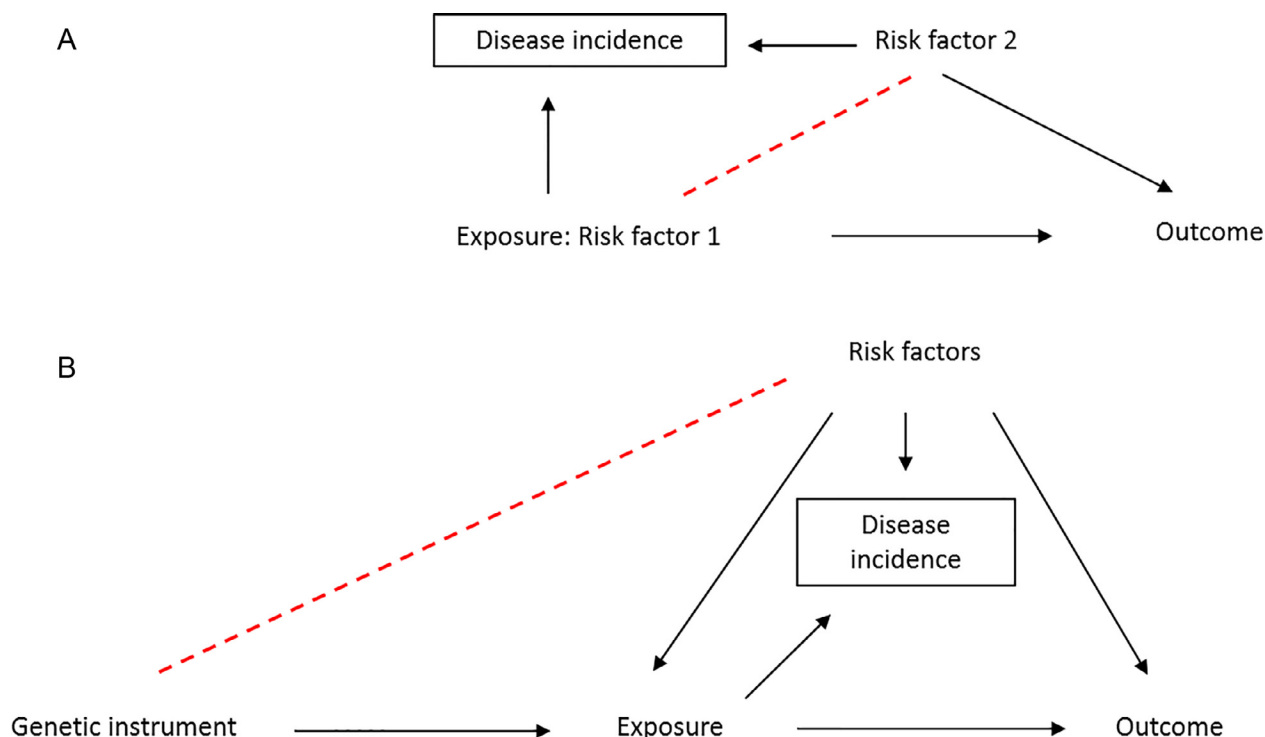 A
Disease incidence
Risk factor 2
Exposure: Risk factor 1
Outcome
B
Risk factors
Disease
incidence
Genetic instrument
Exposure
Outcome